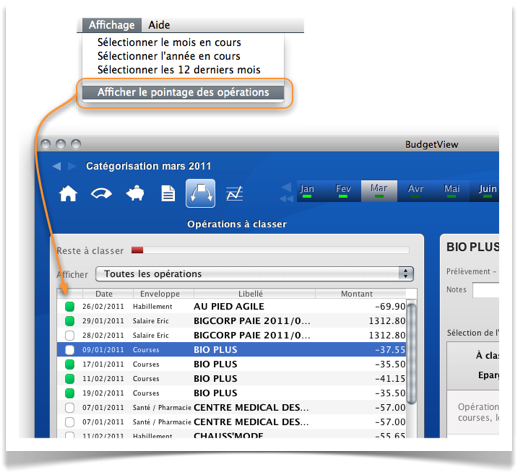 Affichage Aide
Sélectionner le mois en cours
Sélectionner l'année en cours
Sélectionner les 12 derniers mois
Afficher le pointage des opérations
BudgetView
Catégorisation mars 2011
Jan Fev Mar Avr Mai Juin
Opérations à classer
Reste à classer
Afficher Toutes les opérations
Date Enveloppe Libellé Montant
26/02/2011 Habillement AU PIED AGILE -69.90
29/01/2011 Salaire Eric BIGCORP PAIE 2011/0... 1312.80
28/02/2011 Salaire Eric BIGCORP PAIE 2011/0... 1312.80
09/01/2011 Courses BIO PLUS -37.55
17/01/2011 Courses BIO PLUS -35.50
11/02/2011 Courses BIO PLUS -41.15
19/02/2011 Courses BIO PLUS -35.50
07/01/2011 Santé / Pharmacie CENTRE MEDICAL DES... -57.00
07/02/2011 Santé / Pharmacie CENTRE MEDICAL DES... -57.00
11/02/2011 Habillement CHAUSS'MODE -55.65
BIO PLUS
Prélèvement -
Notes
Sélection de l'
À cla
Epar
Opération
courses, l